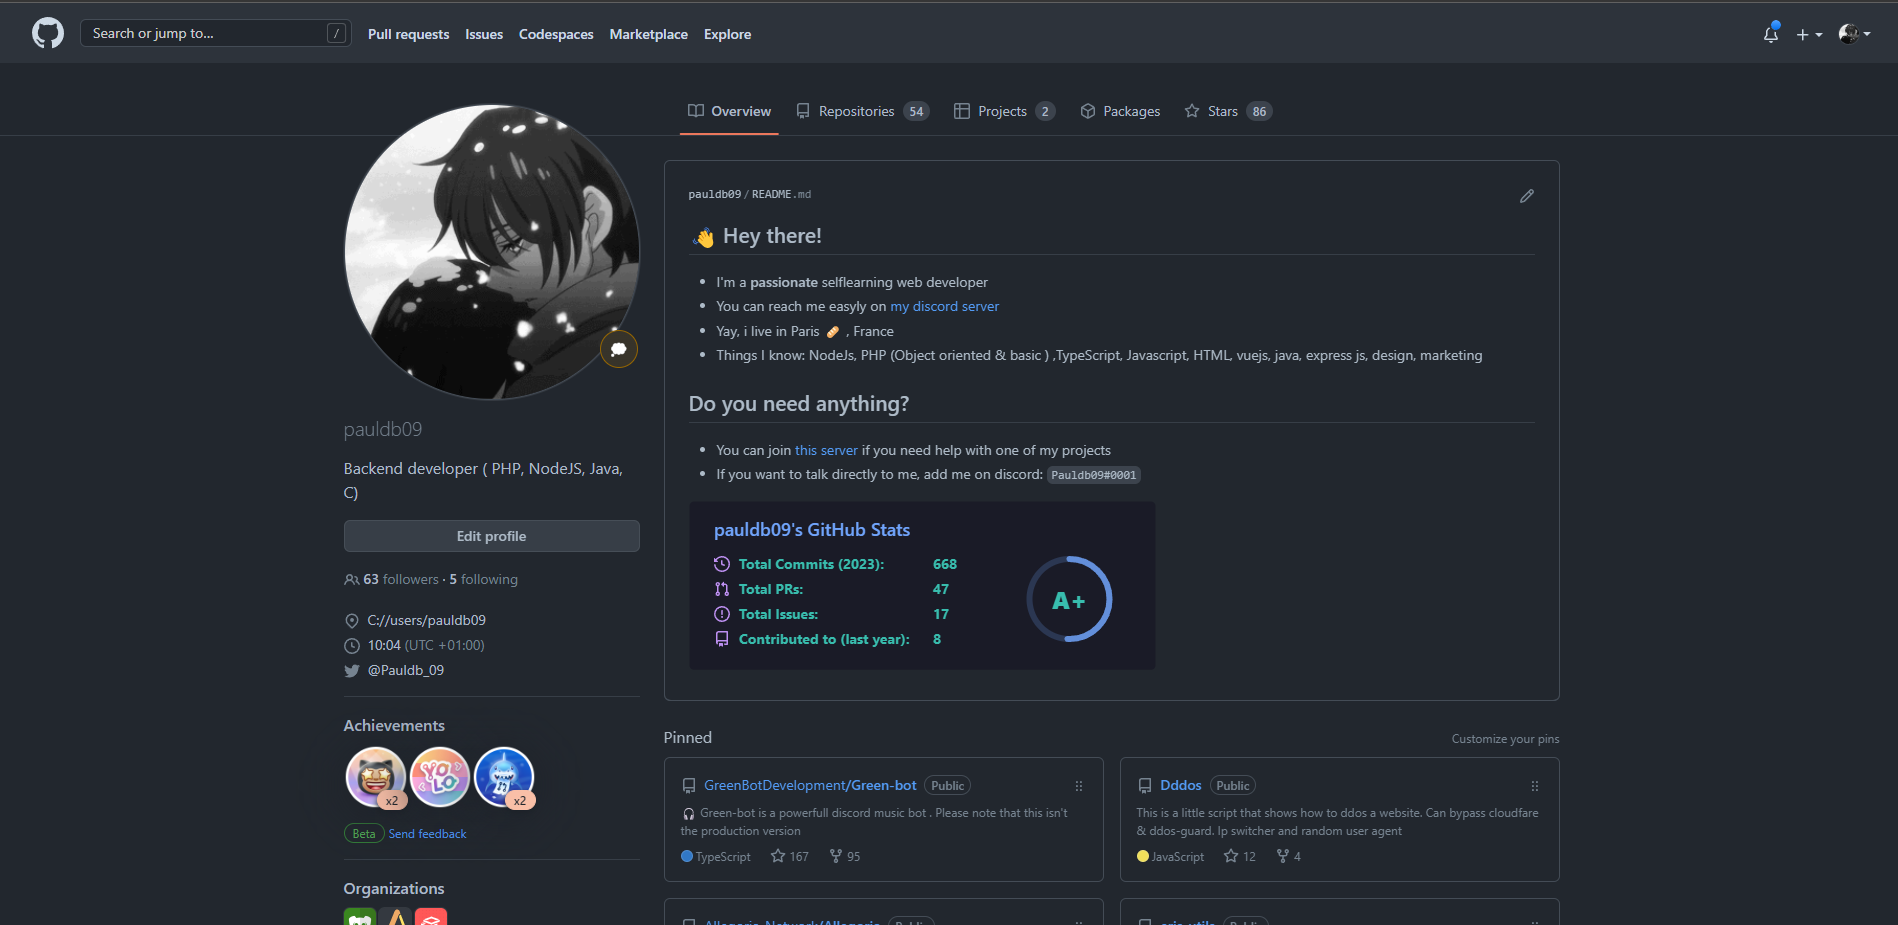 Search or jump to... /
Pull requests Issues Codespaces Marketplace Explore
Overview Repositories 54 Projects 2 Packages Stars 86
pauldb09
Backend developer ( PHP, NodeJS, Java,
C)
Edit profile
63 followers · 5 following
C://users/pauldb09
10:04 (UTC +01:00)
@Pauldb_09
Achievements
x2
YOLO
x2
Beta Send feedback
Organizations
pauldb09/README.md
👋 Hey there!
I'm a passionate selflearning web developer
You can reach me easyly on my discord server
Yay, i live in Paris 🥖 , France
Things I know: NodeJs, PHP (Object oriented & basic ) ,TypeScript, Javascript, HTML, vuejs, java, express js, design, marketing
Do you need anything?
You can join this server if you need help with one of my projects
If you want to talk directly to me, add me on discord: Pauldb09#0001
pauldb09's GitHub Stats
Total Commits (2023): 668
Total PRs: 47
Total Issues: 17
Contributed to (last year): 8
A+
Pinned
Customize your pins
GreenBotDevelopment/Green-bot Public
🎧 Green-bot is a powerfull discord music bot . Please note that this isn't
the production version
TypeScript 167 95
Dddos Public
This is a little script that shows how to ddos a website. Can bypass cloudfare
& ddos-guard. Ip switcher and random user agent
JavaScript 12 4